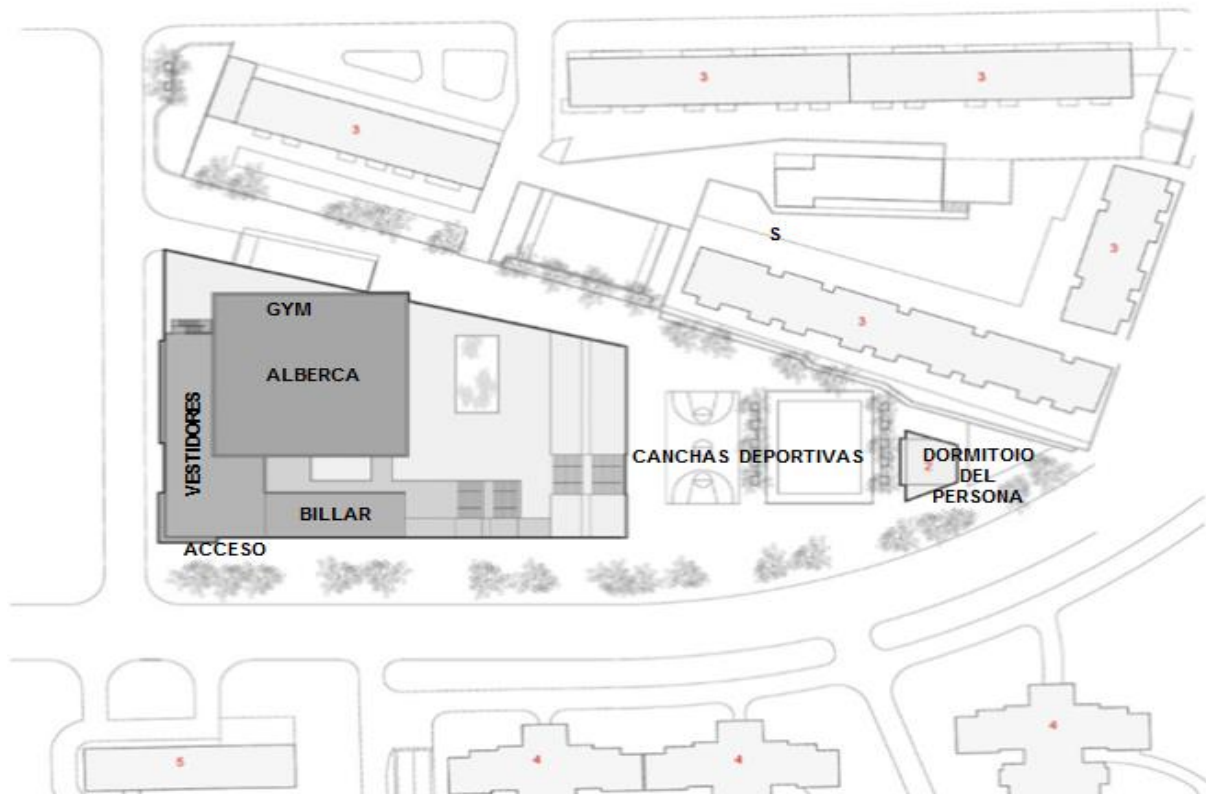 3
3
3
3
S
3
GYM
ALBERCA
VESTIDORES
CANCHAS DEPORTIVAS
2
DORMITOIO
DEL
PERSONA
BILLAR
ACCESO
4
5
4
4